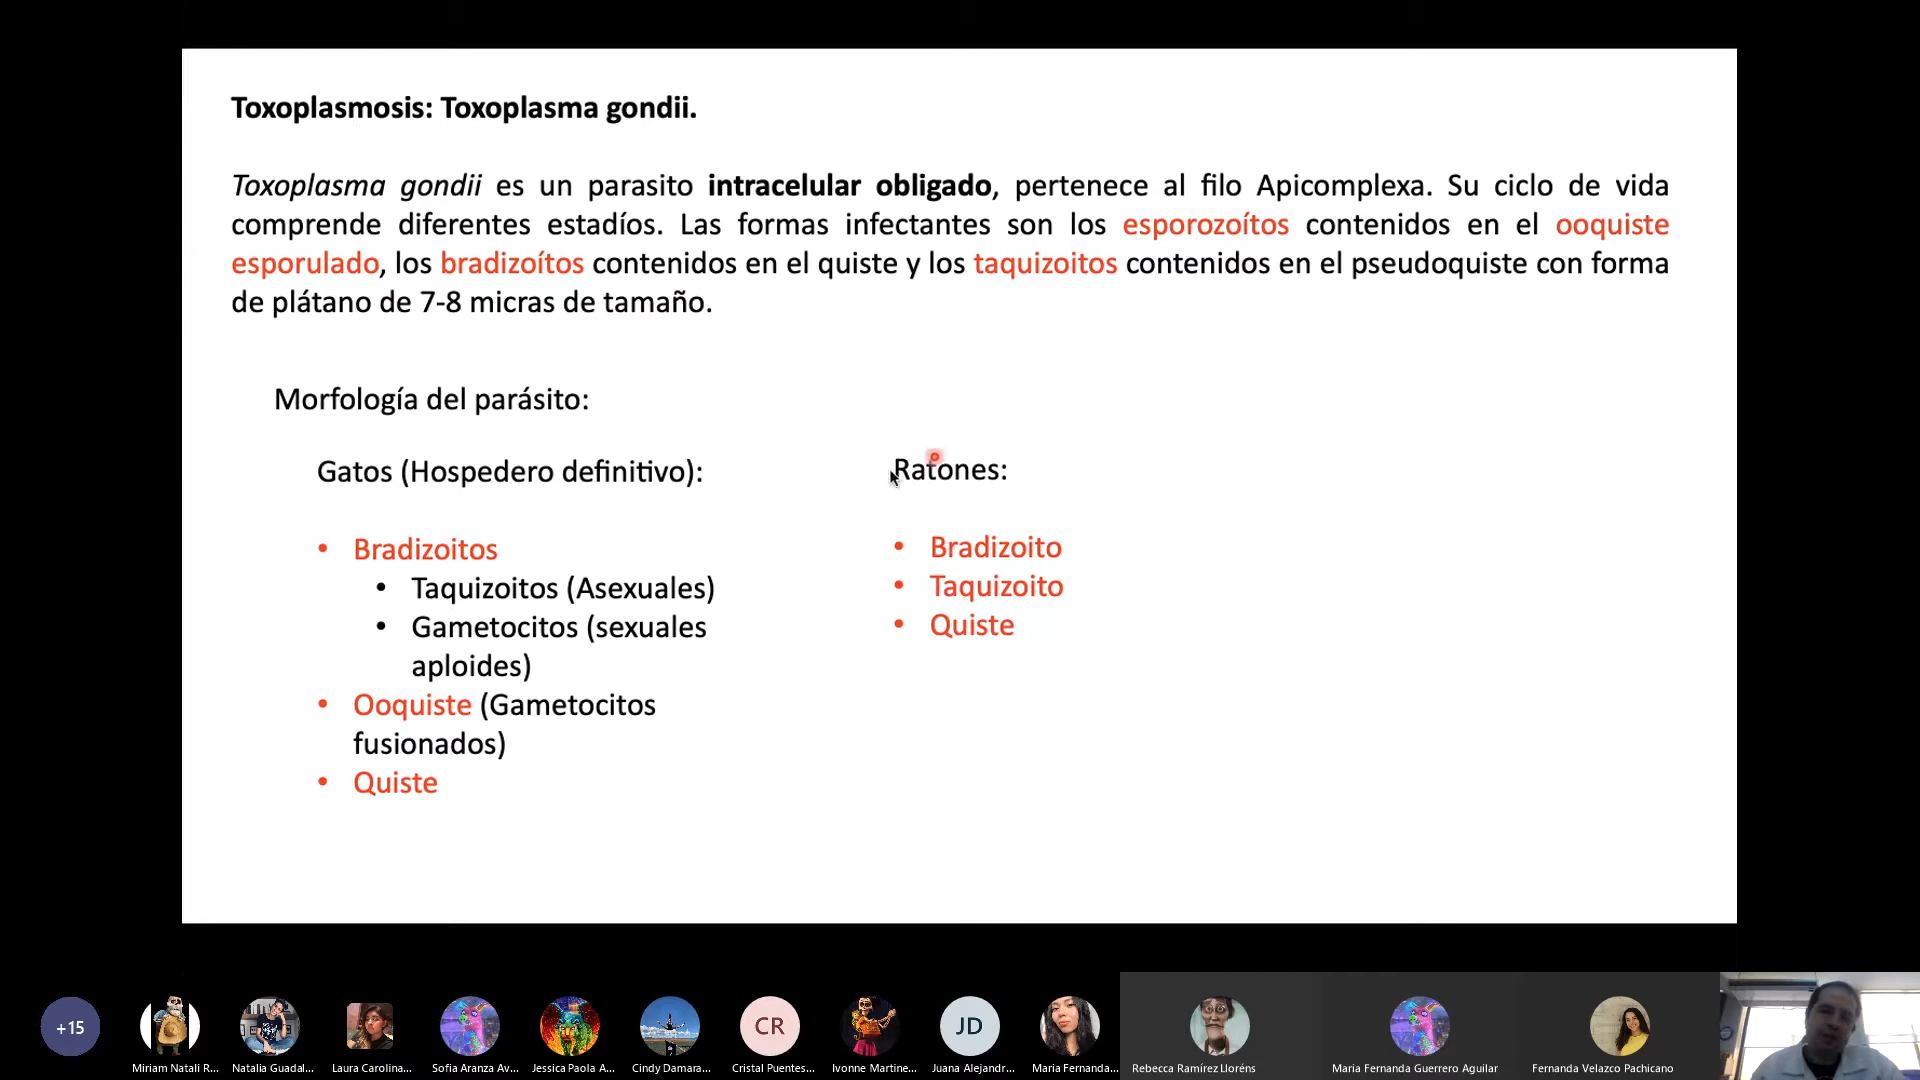 Toxoplasmosis: Toxoplasma gondii.
Toxoplasma gondii es un parasito intracelular obligado, pertenece al filo Apicomplexa. Su ciclo de vida
comprende diferentes estadíos. Las formas infectantes son los esporozoítos contenidos en el ooquiste
esporulado, los bradizoítos contenidos en el quiste y los taquizoitos contenidos en el pseudoquiste con forma
de plátano de 7-8 micras de tamaño.
Morfología del parásito:
Gatos (Hospedero definitivo):
• Bradizoitos
• Taquizoitos (Asexuales)
• Gametocitos (sexuales
aploides)
• Ooquiste (Gametocitos
fusionados)
• Quiste
Ratones:
• Bradizoito
• Taquizoito
• Quiste
+15
CR
JD
Miriam Natali R...
Natalia Guadal...
Laura Carolina...
Sofia Aranza Av...
Jessica Paola A...
Cindy Damara...
Cristal Puentes...
Ivonne Martine...
Juana Alejandr...
Maria Fernanda...
Rebecca Ramírez Lloréns
Maria Fernanda Guerrero Aguilar
Fernanda Velazco Pachicano